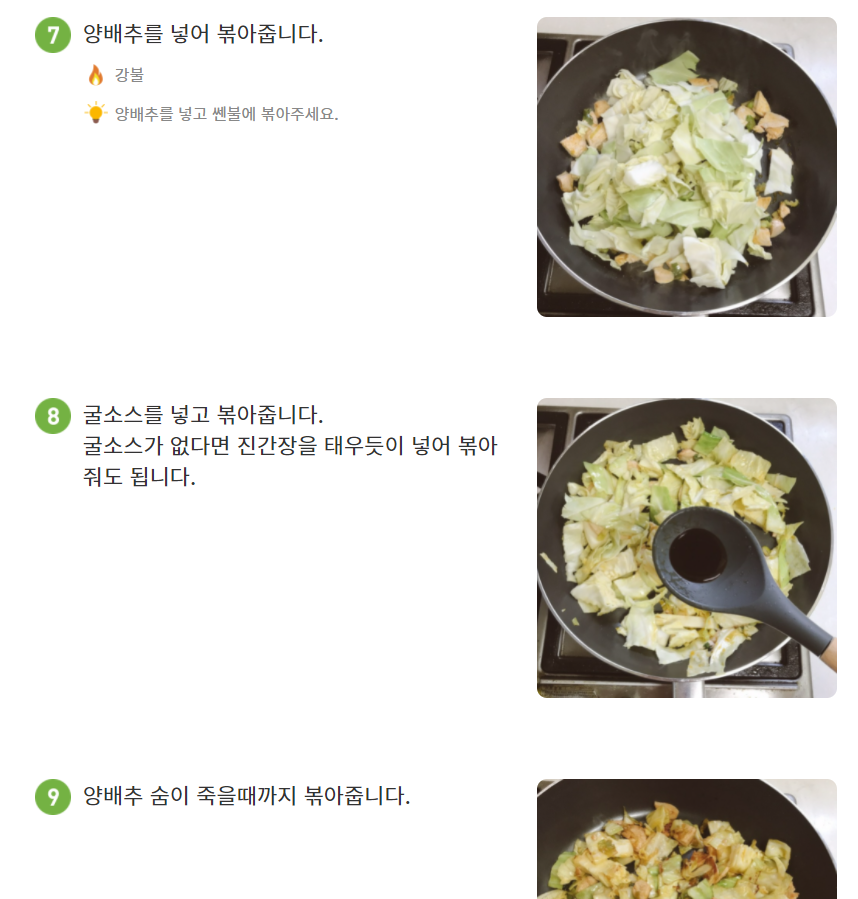 7 양배추를 넣어 볶아줍니다.
강불
양배추를 넣고 쎈불에 볶아주세요.
8 굴소스를 넣고 볶아줍니다.
굴소스가 없다면 진간장을 태우듯이 넣어 볶아
줘도 됩니다.
9 양배추 숨이 죽을때까지 볶아줍니다.